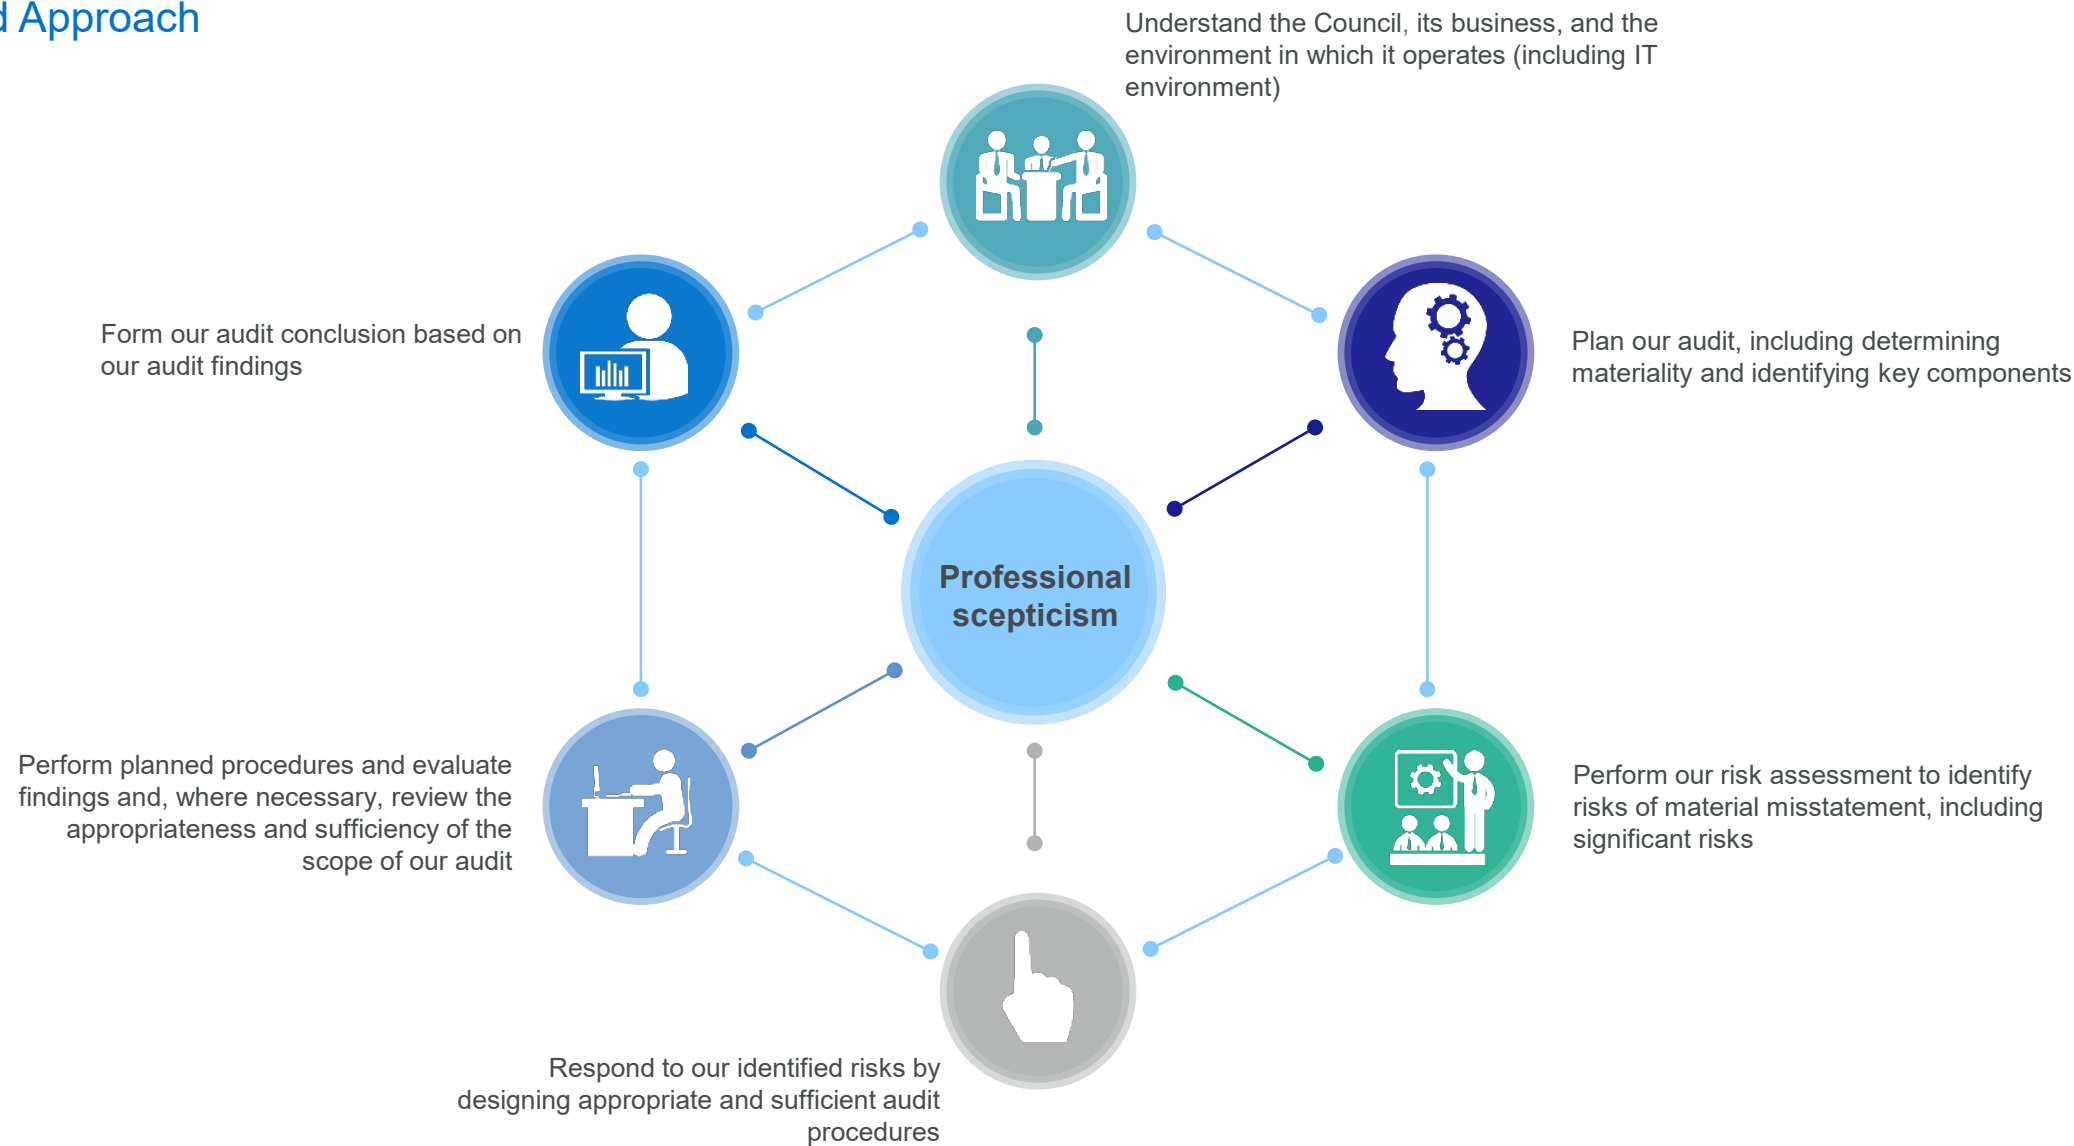 Approach
Understand the Council, its business, and the
environment in which it operates (including IT
environment)
Plan our audit, including determining
materiality and identifying key components
Perform our risk assessment to identify
risks of material misstatement, including
significant risks
Respond to our identified risks by
designing appropriate and sufficient audit
procedures
Perform planned procedures and evaluate
findings and, where necessary, review the
appropriateness and sufficiency of the
scope of our audit
Form our audit conclusion based on
our audit findings
Professional
scepticism